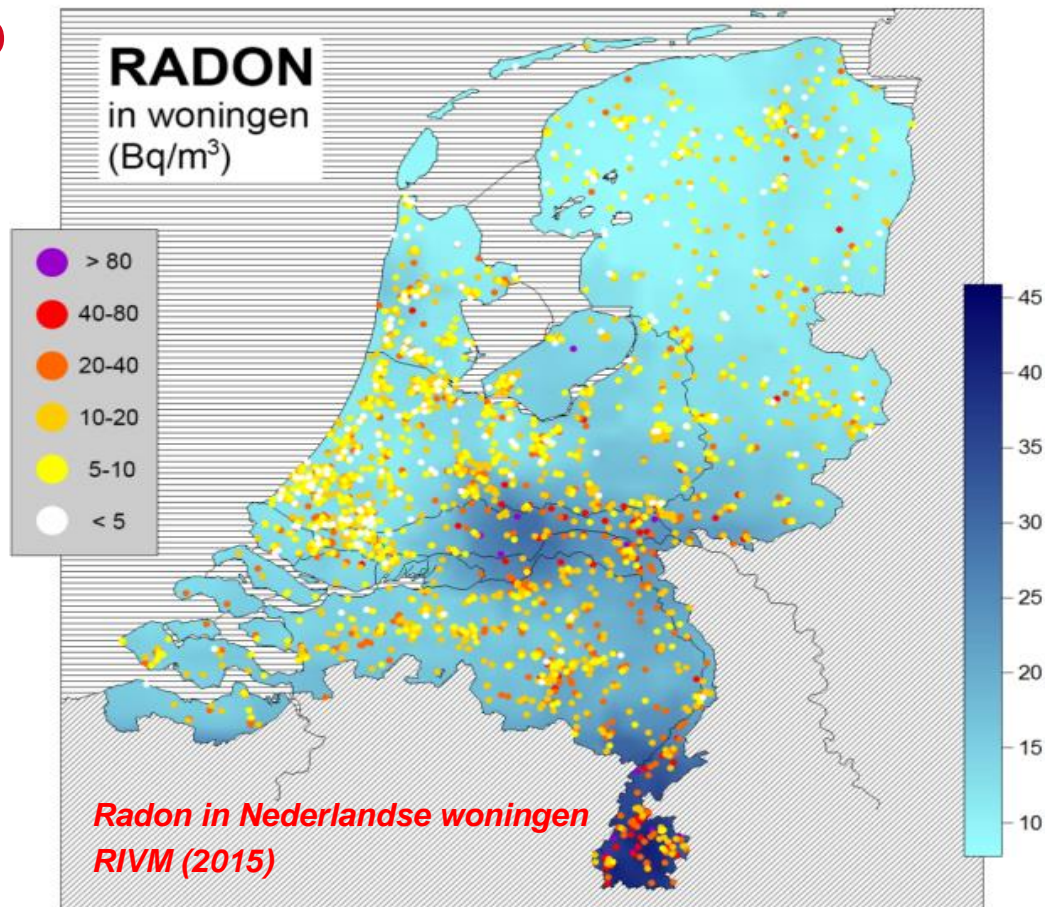 RADON
in woningen
(Bq/m³)
> 80
40-80
20-40
10-20
5-10
< 5
45
40
35
30
25
20
15
10
Radon in Nederlandse woningen
RIVM (2015)